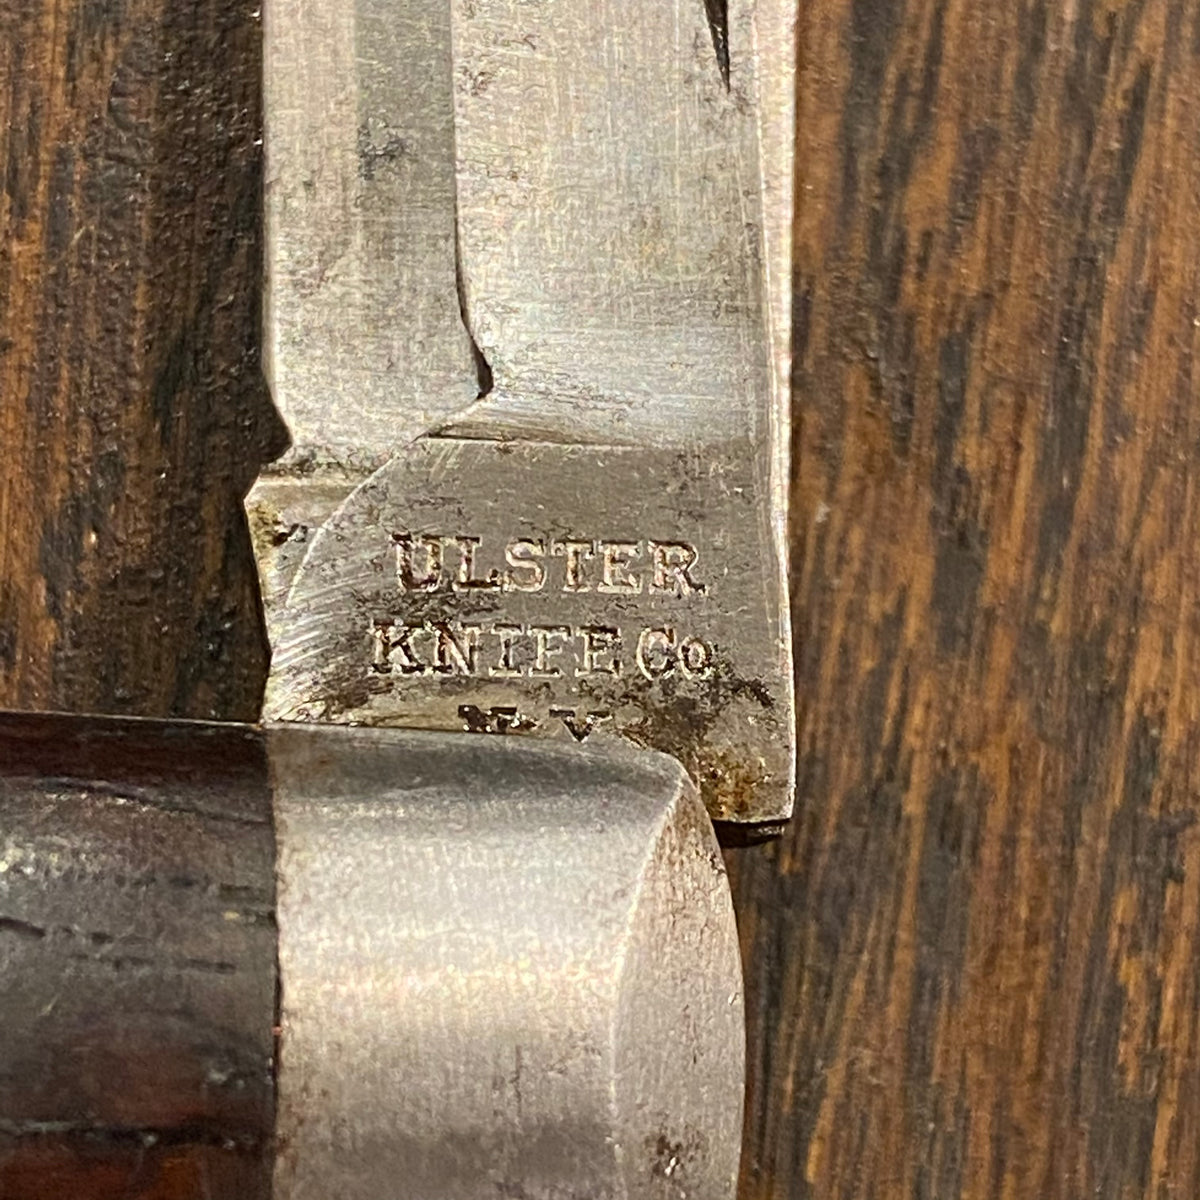 ULSTER
KNIFE Co
N.Y.